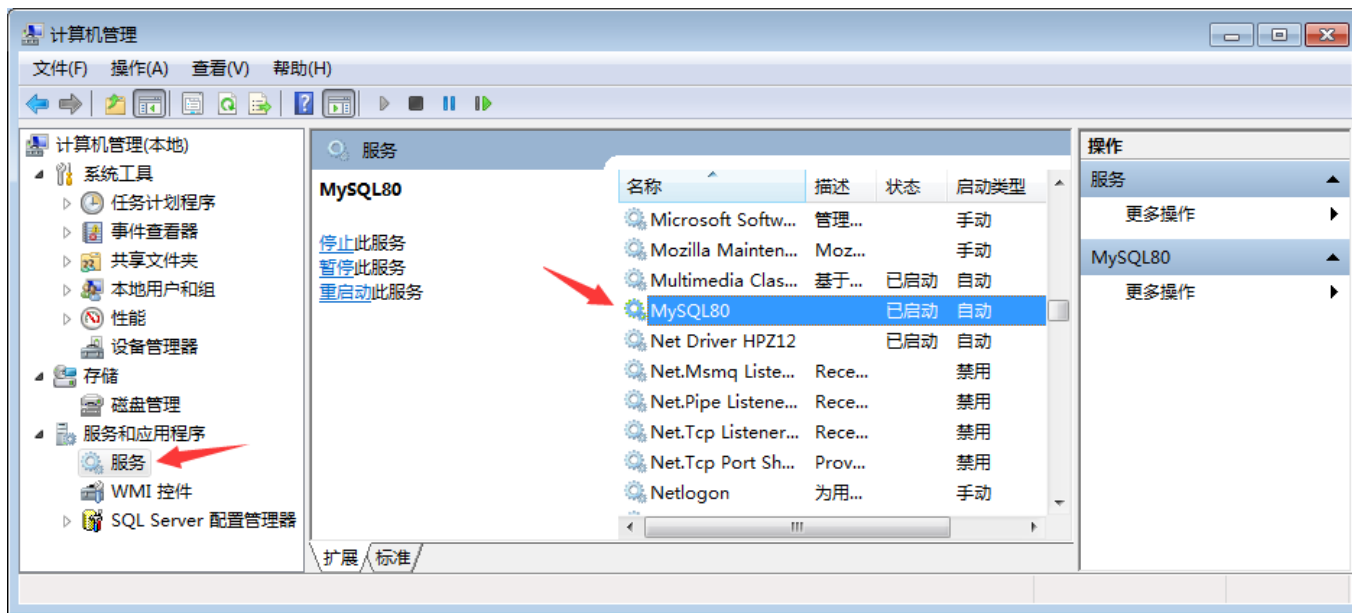 计算机管理
文件(F) 操作(A) 查看(V) 帮助(H)
计算机管理(本地)
系统工具
任务计划程序
事件查看器
共享文件夹
本地用户和组
性能
设备管理器
存储
磁盘管理
服务和应用程序
服务
WMI 控件
SQL Server 配置管理器
服务
MySQL80
停止此服务
暂停此服务
重启动此服务
名称 描述 状态 启动类型
Microsoft Softw... 管理... 手动
Mozilla Mainten... Moz... 手动
Multimedia Clas... 基于... 已启动 自动
MySQL80 已启动 自动
Net Driver HPZ12 已启动 自动
Net.Msmq Liste... Rece... 禁用
Net.Pipe Listene... Rece... 禁用
Net.Tcp Listener... Rece... 禁用
Net.Tcp Port Sh... Prov... 禁用
Netlogon 为用... 手动
扩展 标准
操作
服务
更多操作
MySQL80
更多操作